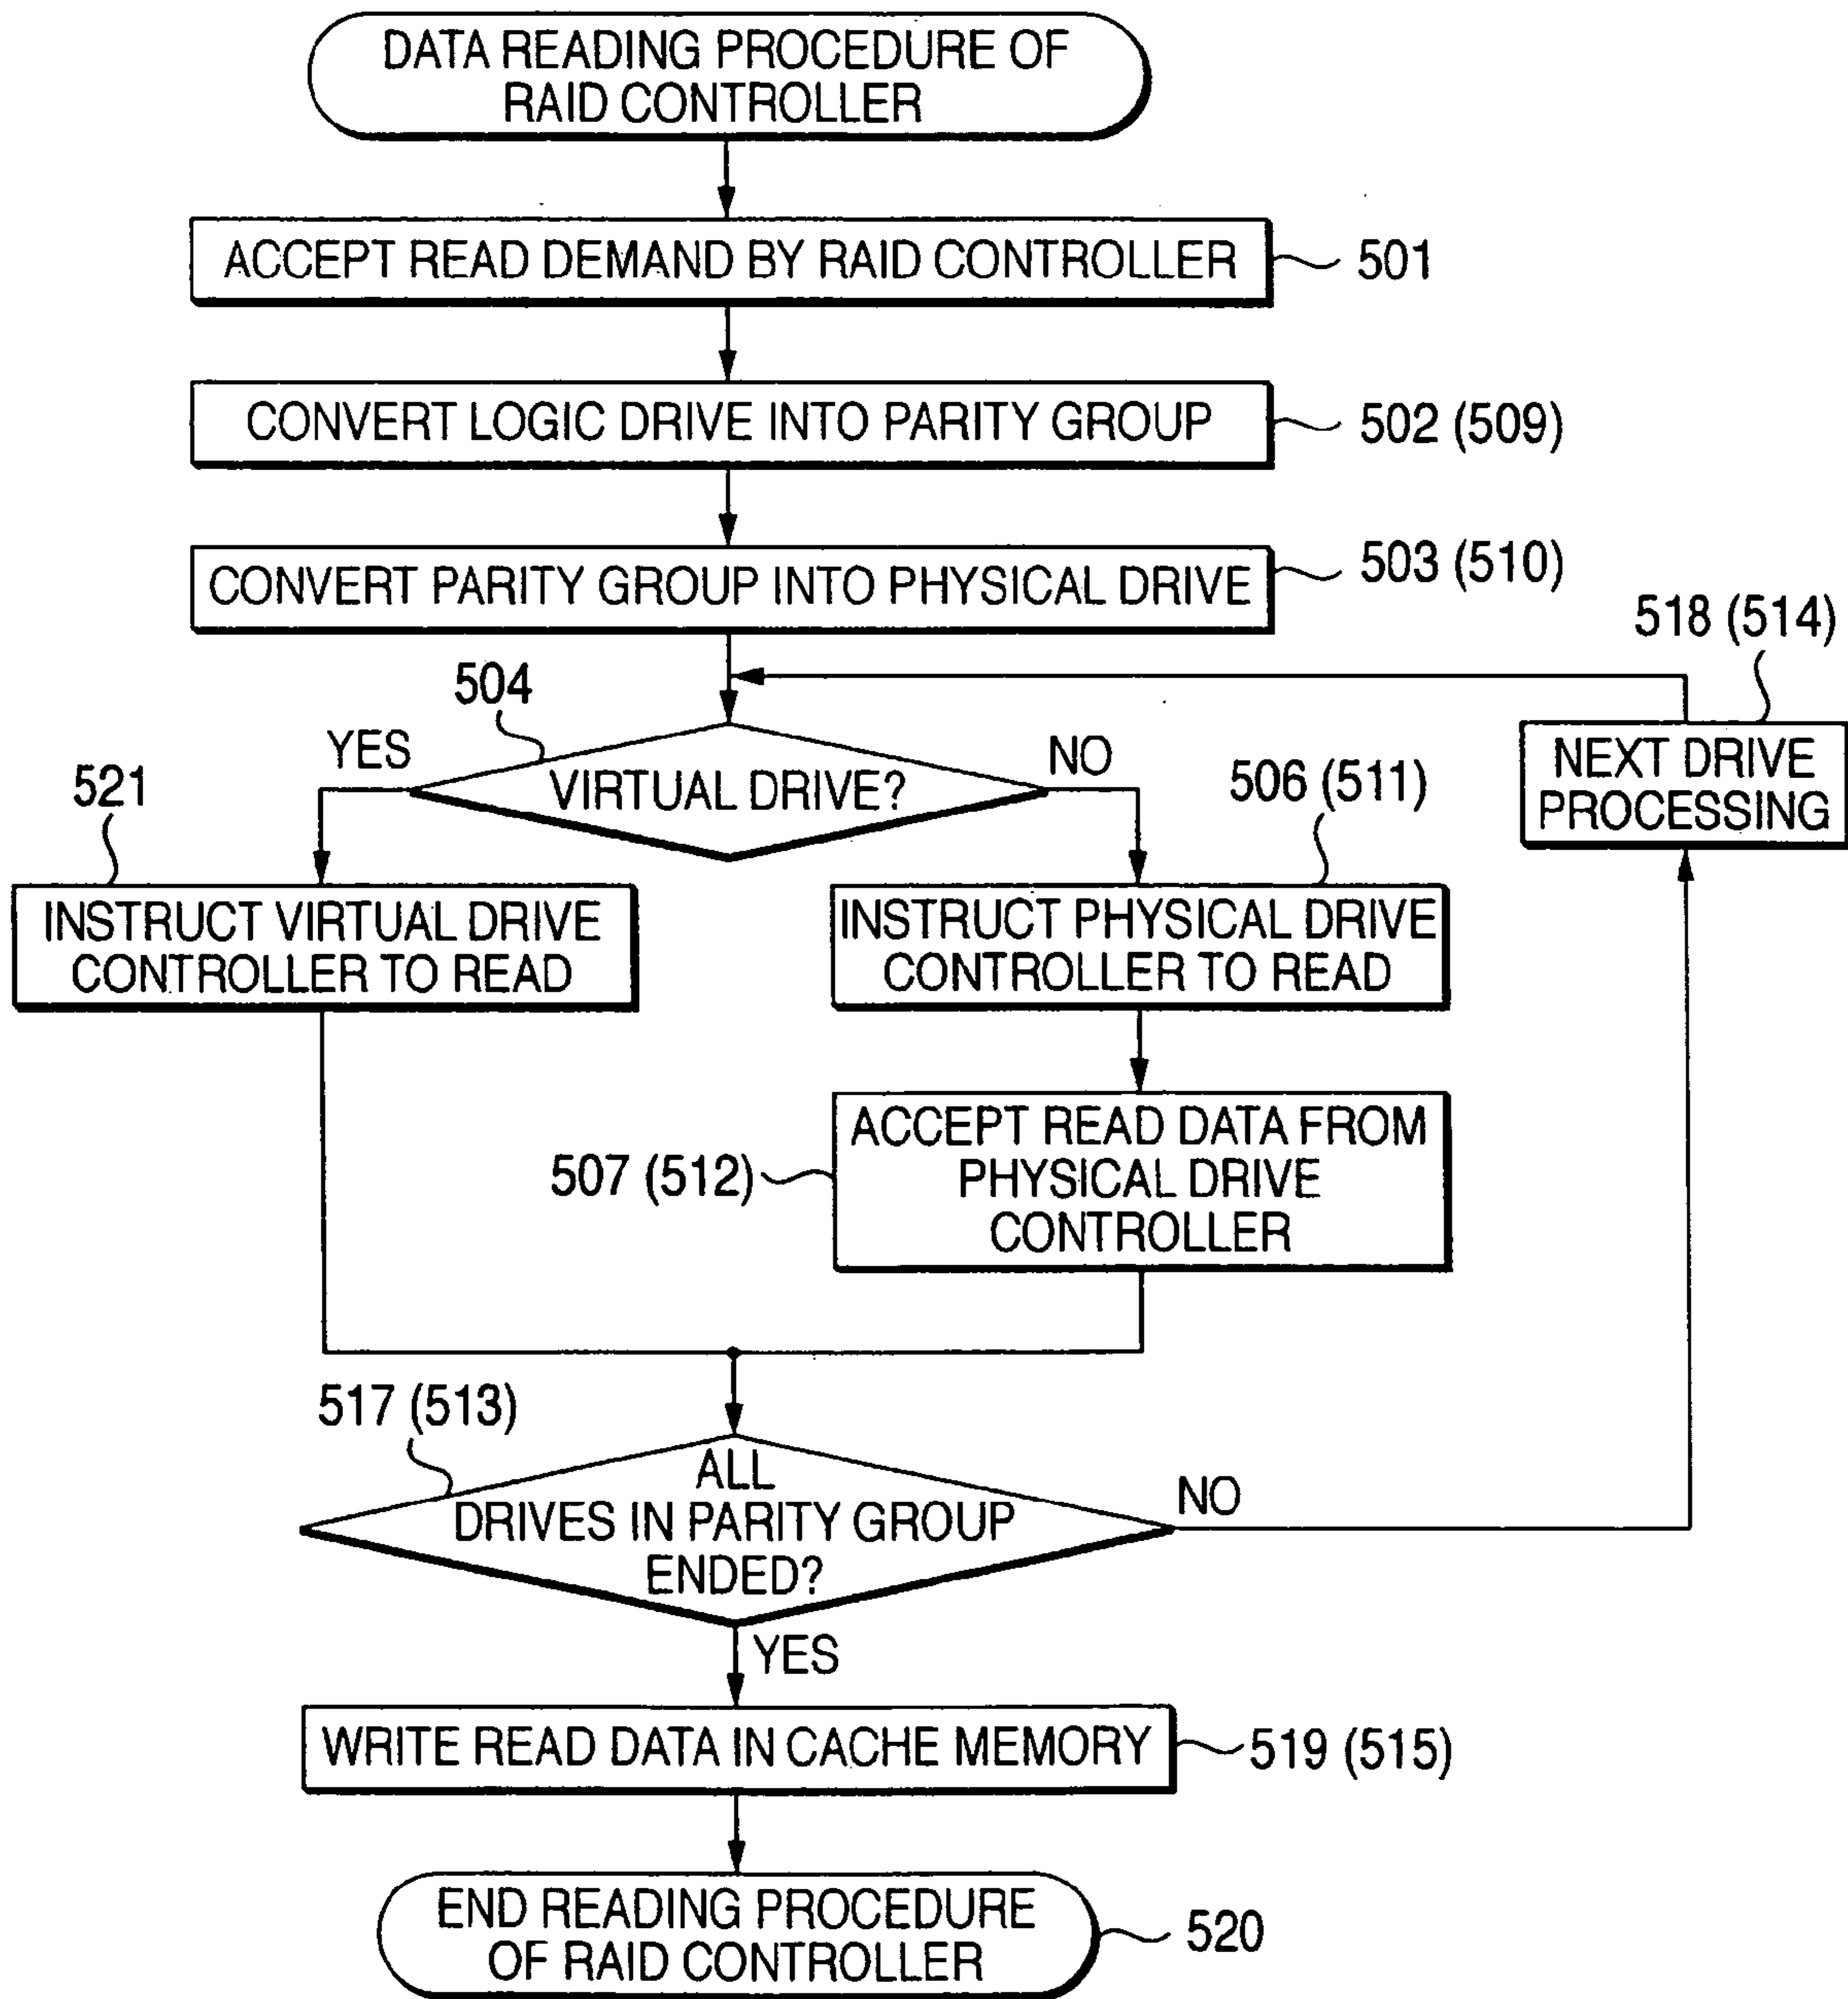 DATA READING PROCEDURE OF
RAID CONTROLLER
ACCEPT READ DEMAND BY RAID CONTROLLER
501
CONVERT LOGIC DRIVE INTO PARITY GROUP
502 (509)
CONVERT PARITY GROUP INTO PHYSICAL DRIVE
503 (510)
518 (514)
504
YES
VIRTUAL DRIVE?
NO
NEXT DRIVE
PROCESSING
521
506 (511)
INSTRUCT VIRTUAL DRIVE
CONTROLLER TO READ
INSTRUCT PHYSICAL DRIVE
CONTROLLER TO READ
507 (512)
ACCEPT READ DATA FROM
PHYSICAL DRIVE
CONTROLLER
517 (513)
ALL
DRIVES IN PARITY GROUP
ENDED?
NO
YES
WRITE READ DATA IN CACHE MEMORY
519 (515)
END READING PROCEDURE
OF RAID CONTROLLER
520